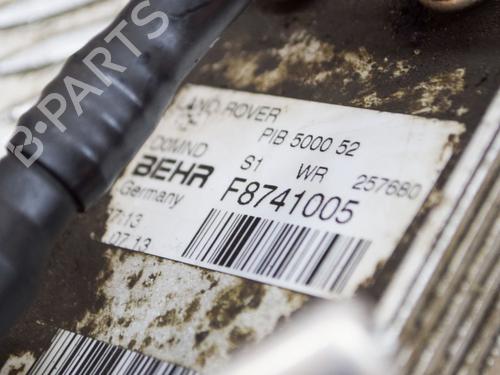 B-PARTS
LAND ROVER
PIB 5000 52
DOMND
S1 WR 257680
BEHR
Germany
F8741005
7:13
07.13